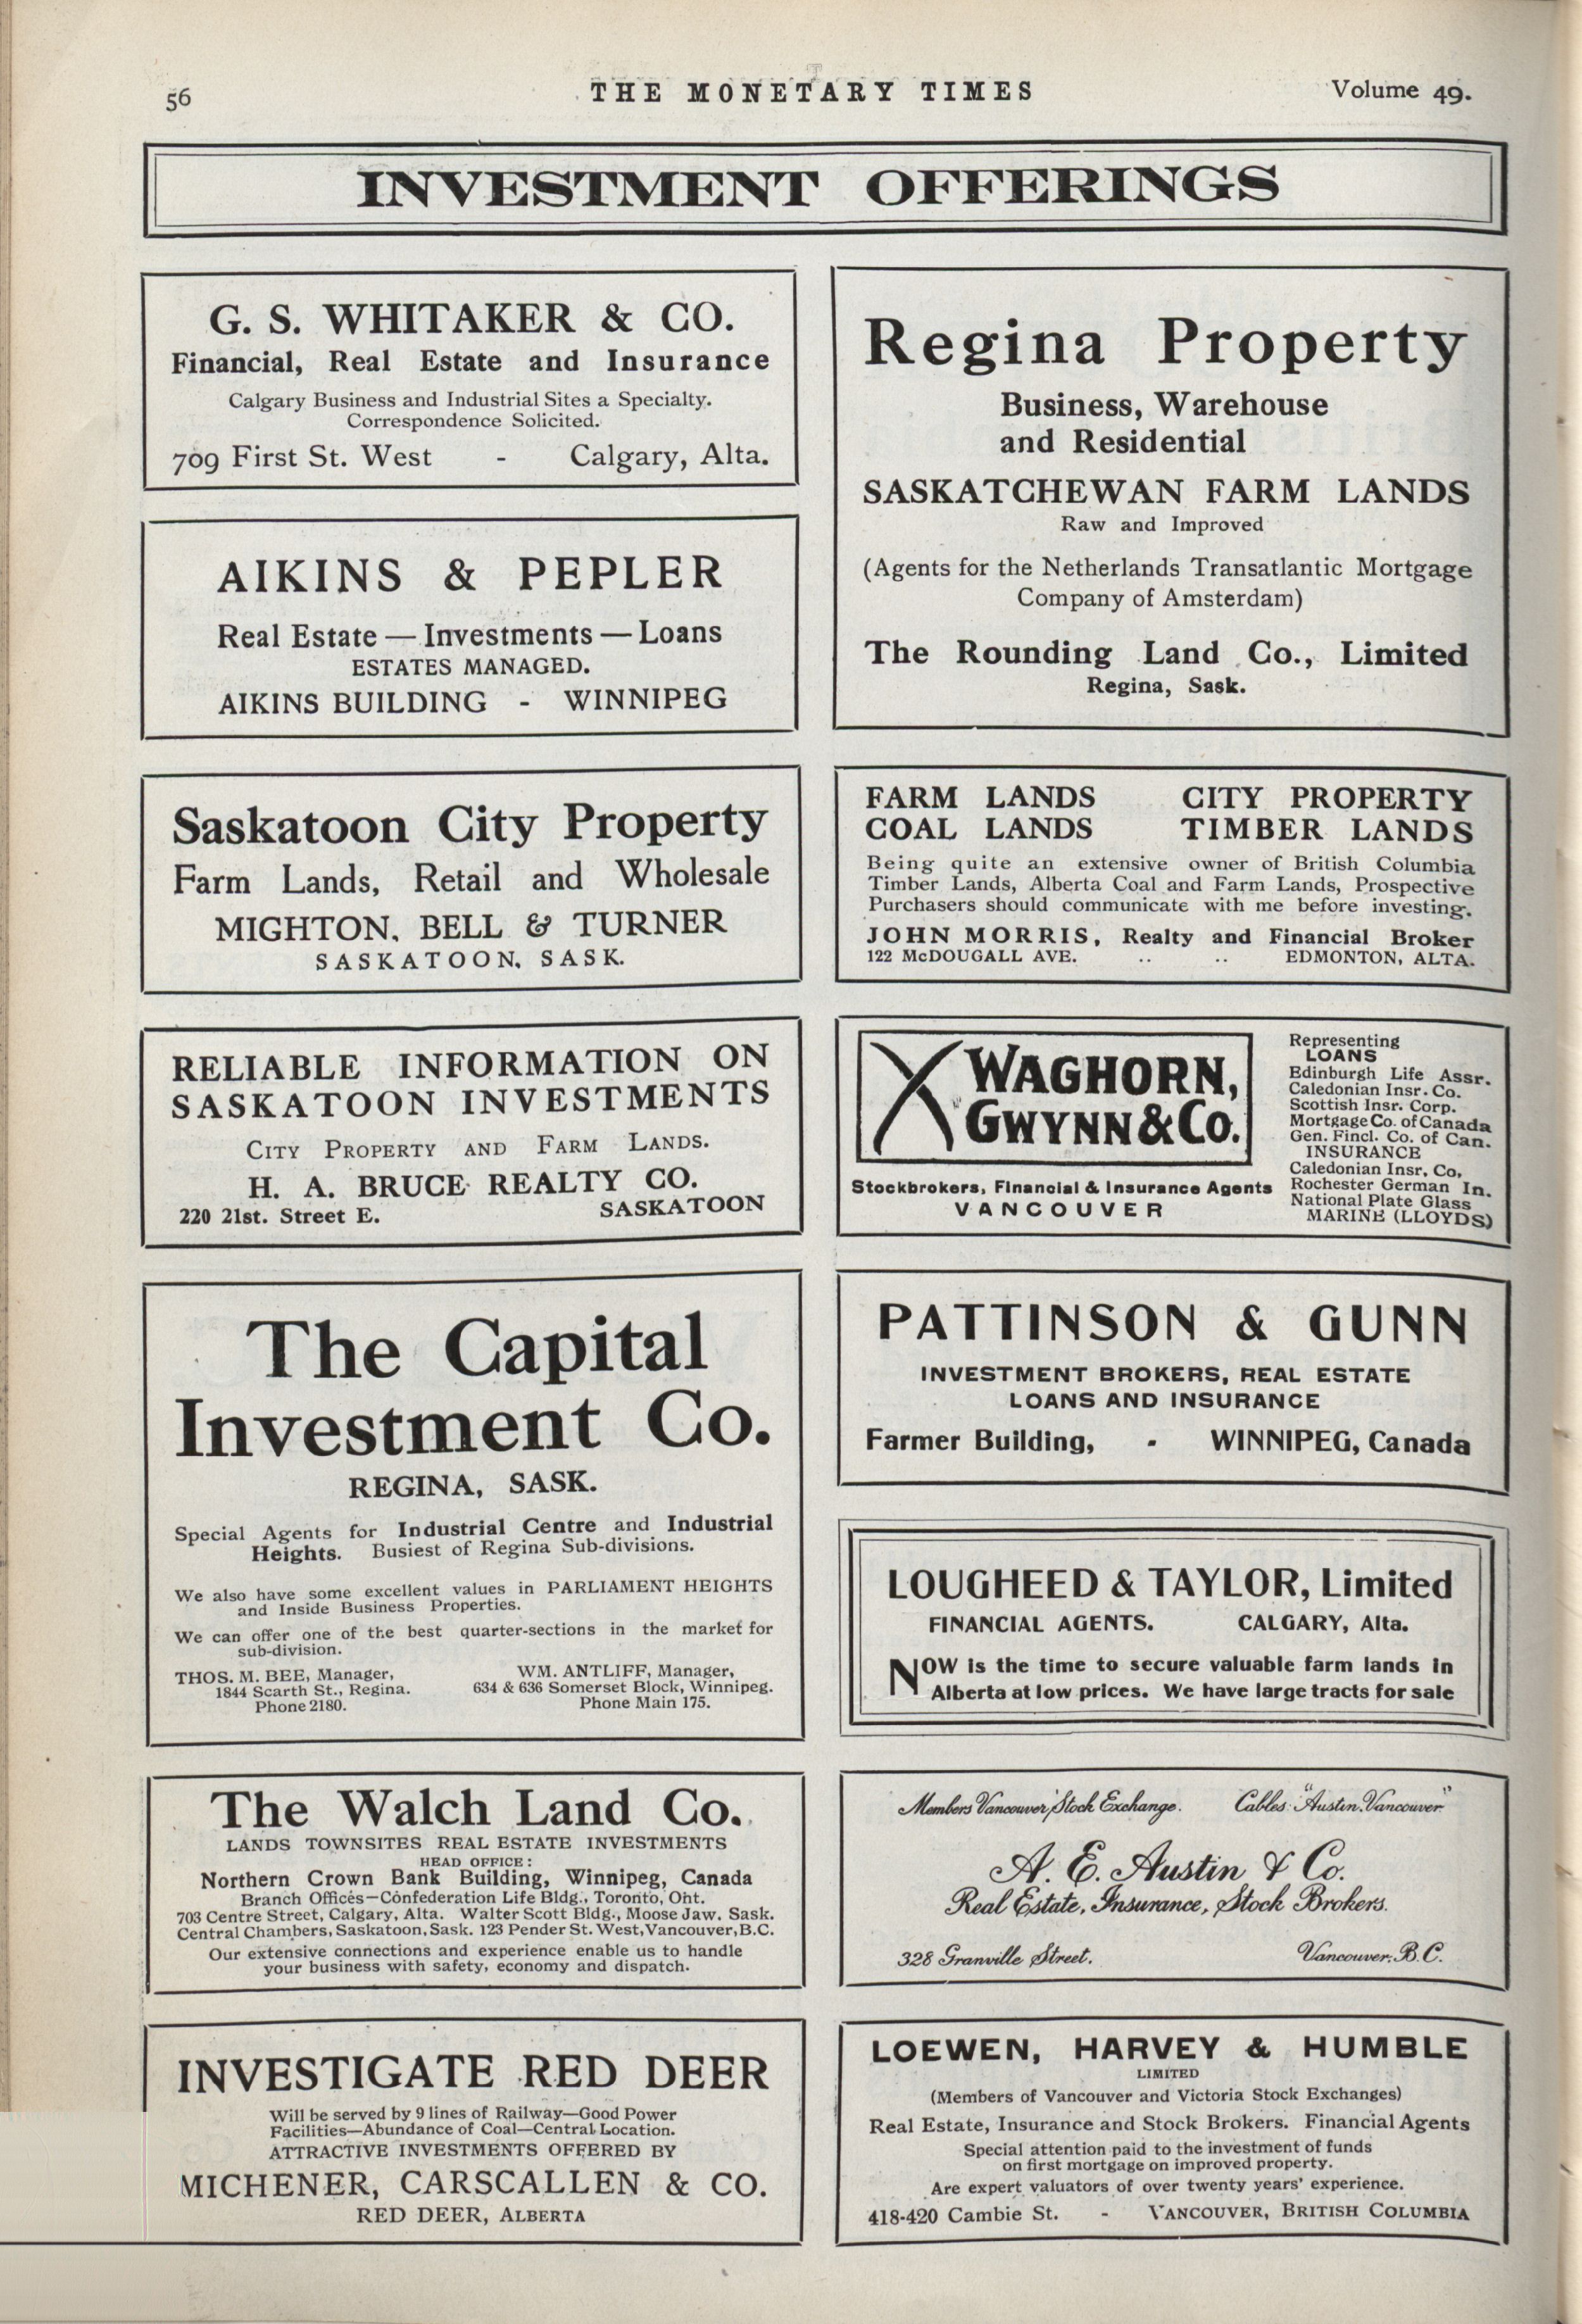 56
THE MONETARY TIMES
Volume 49.
INVESTMENT OFFERINGS
G. S. WHITAKER & CO.
Financial, Real Estate and Insurance
Calgary Business and Industrial Sites a Specialty.
Correspondence Solicited.
709 First St. West - Calgary, Alta.
AIKINS & PEPLER
Real Estate — Investments — Loans
ESTATES MANAGED.
AIKINS BUILDING - WINNIPEG
Saskatoon City Property
Farm Lands, Retail and Wholesale
MIGHTON, BELL & TURNER
SASKATOON, SASK.
RELIABLE INFORMATION ON
SASKATOON INVESTMENTS
CITY PROPERTY AND FARM LANDS.
H. A. BRUCE REALTY CO.
220 21st. Street E. SASKATOON
The Capital
Investment Co.
REGINA, SASK.
Special Agents for Industrial Centre and Industrial
Heights. Busiest of Regina Sub-divisions.
We also have some excellent values in PARLIAMENT HEIGHTS
and Inside Business Properties.
We can offer one of the best quarter-sections in the market for
sub-division.
THOS. M. BEE, Manager,
1844 Scarth St., Regina.
Phone 2180.
WM. ANTLIFF, Manager,
634 & 636 Somerset Block, Winnipeg.
Phone Main 175.
The Walch Land Co.
LANDS TOWNSITES REAL ESTATE INVESTMENTS
HEAD OFFICE:
Northern Crown Bank Building, Winnipeg, Canada
Branch Offices—Confederation Life Bldg., Toronto, Ont.
703 Centre Street, Calgary, Alta. Walter Scott Bldg., Moose Jaw. Sask.
Central Chambers, Saskatoon, Sask. 123 Pender St. West, Vancouver, B.C.
Our extensive connections and experience enable us to handle
your business with safety, economy and dispatch.
INVESTIGATE RED DEER
Will be served by 9 lines of Railway—Good Power
Facilities—Abundance of Coal—Central Location.
ATTRACTIVE INVESTMENTS OFFERED BY
MICHENER, CARSCALLEN & CO.
RED DEER, ALBERTA
Regina Property
Business, Warehouse
and Residential
SASKATCHEWAN FARM LANDS
Raw and Improved
(Agents for the Netherlands Transatlantic Mortgage
Company of Amsterdam)
The Rounding Land Co., Limited
Regina, Sask.
FARM LANDS CITY PROPERTY
COAL LANDS TIMBER LANDS
Being quite an extensive owner of British Columbia
Timber Lands, Alberta Coal and Farm Lands, Prospective
Purchasers should communicate with me before investing.
JOHN MORRIS, Realty and Financial Broker
122 McDOUGALL AVE. .. .. EDMONTON, ALTA.
WAGHORN,
GWYNN & Co.
Stockbrokers, Financial & Insurance Agents
VANCOUVER
Representing
LOANS
Edinburgh Life Assr.
Caledonian Insr. Co.
Scottish Insr. Corp.
Mortgage Co. of Canada
Gen. Fincl. Co. of Can.
INSURANCE
Caledonian Insr. Co,
Rochester German In.
National Plate Glass
MARINE (LLOYDS)
PATTINSON & GUNN
INVESTMENT BROKERS, REAL ESTATE
LOANS AND INSURANCE
Farmer Building, - WINNIPEG, Canada
LOUGHEED & TAYLOR, Limited
FINANCIAL AGENTS. CALGARY, Alta.
NOW is the time to secure valuable farm lands in
Alberta at low prices. We have large tracts for sale
Members Vancouver Stock Exchange. Cables: "Austin, Vancouver"
A. E. Austin & Co.
Real Estate, Insurance, Stock Brokers.
328 Granville Street. Vancouver, B.C.
LOEWEN, HARVEY & HUMBLE
LIMITED
(Members of Vancouver and Victoria Stock Exchanges)
Real Estate, Insurance and Stock Brokers. Financial Agents
Special attention paid to the investment of funds
on first mortgage on improved property.
Are expert valuators of over twenty years' experience.
418-420 Cambie St. - VANCOUVER, BRITISH COLUMBIA